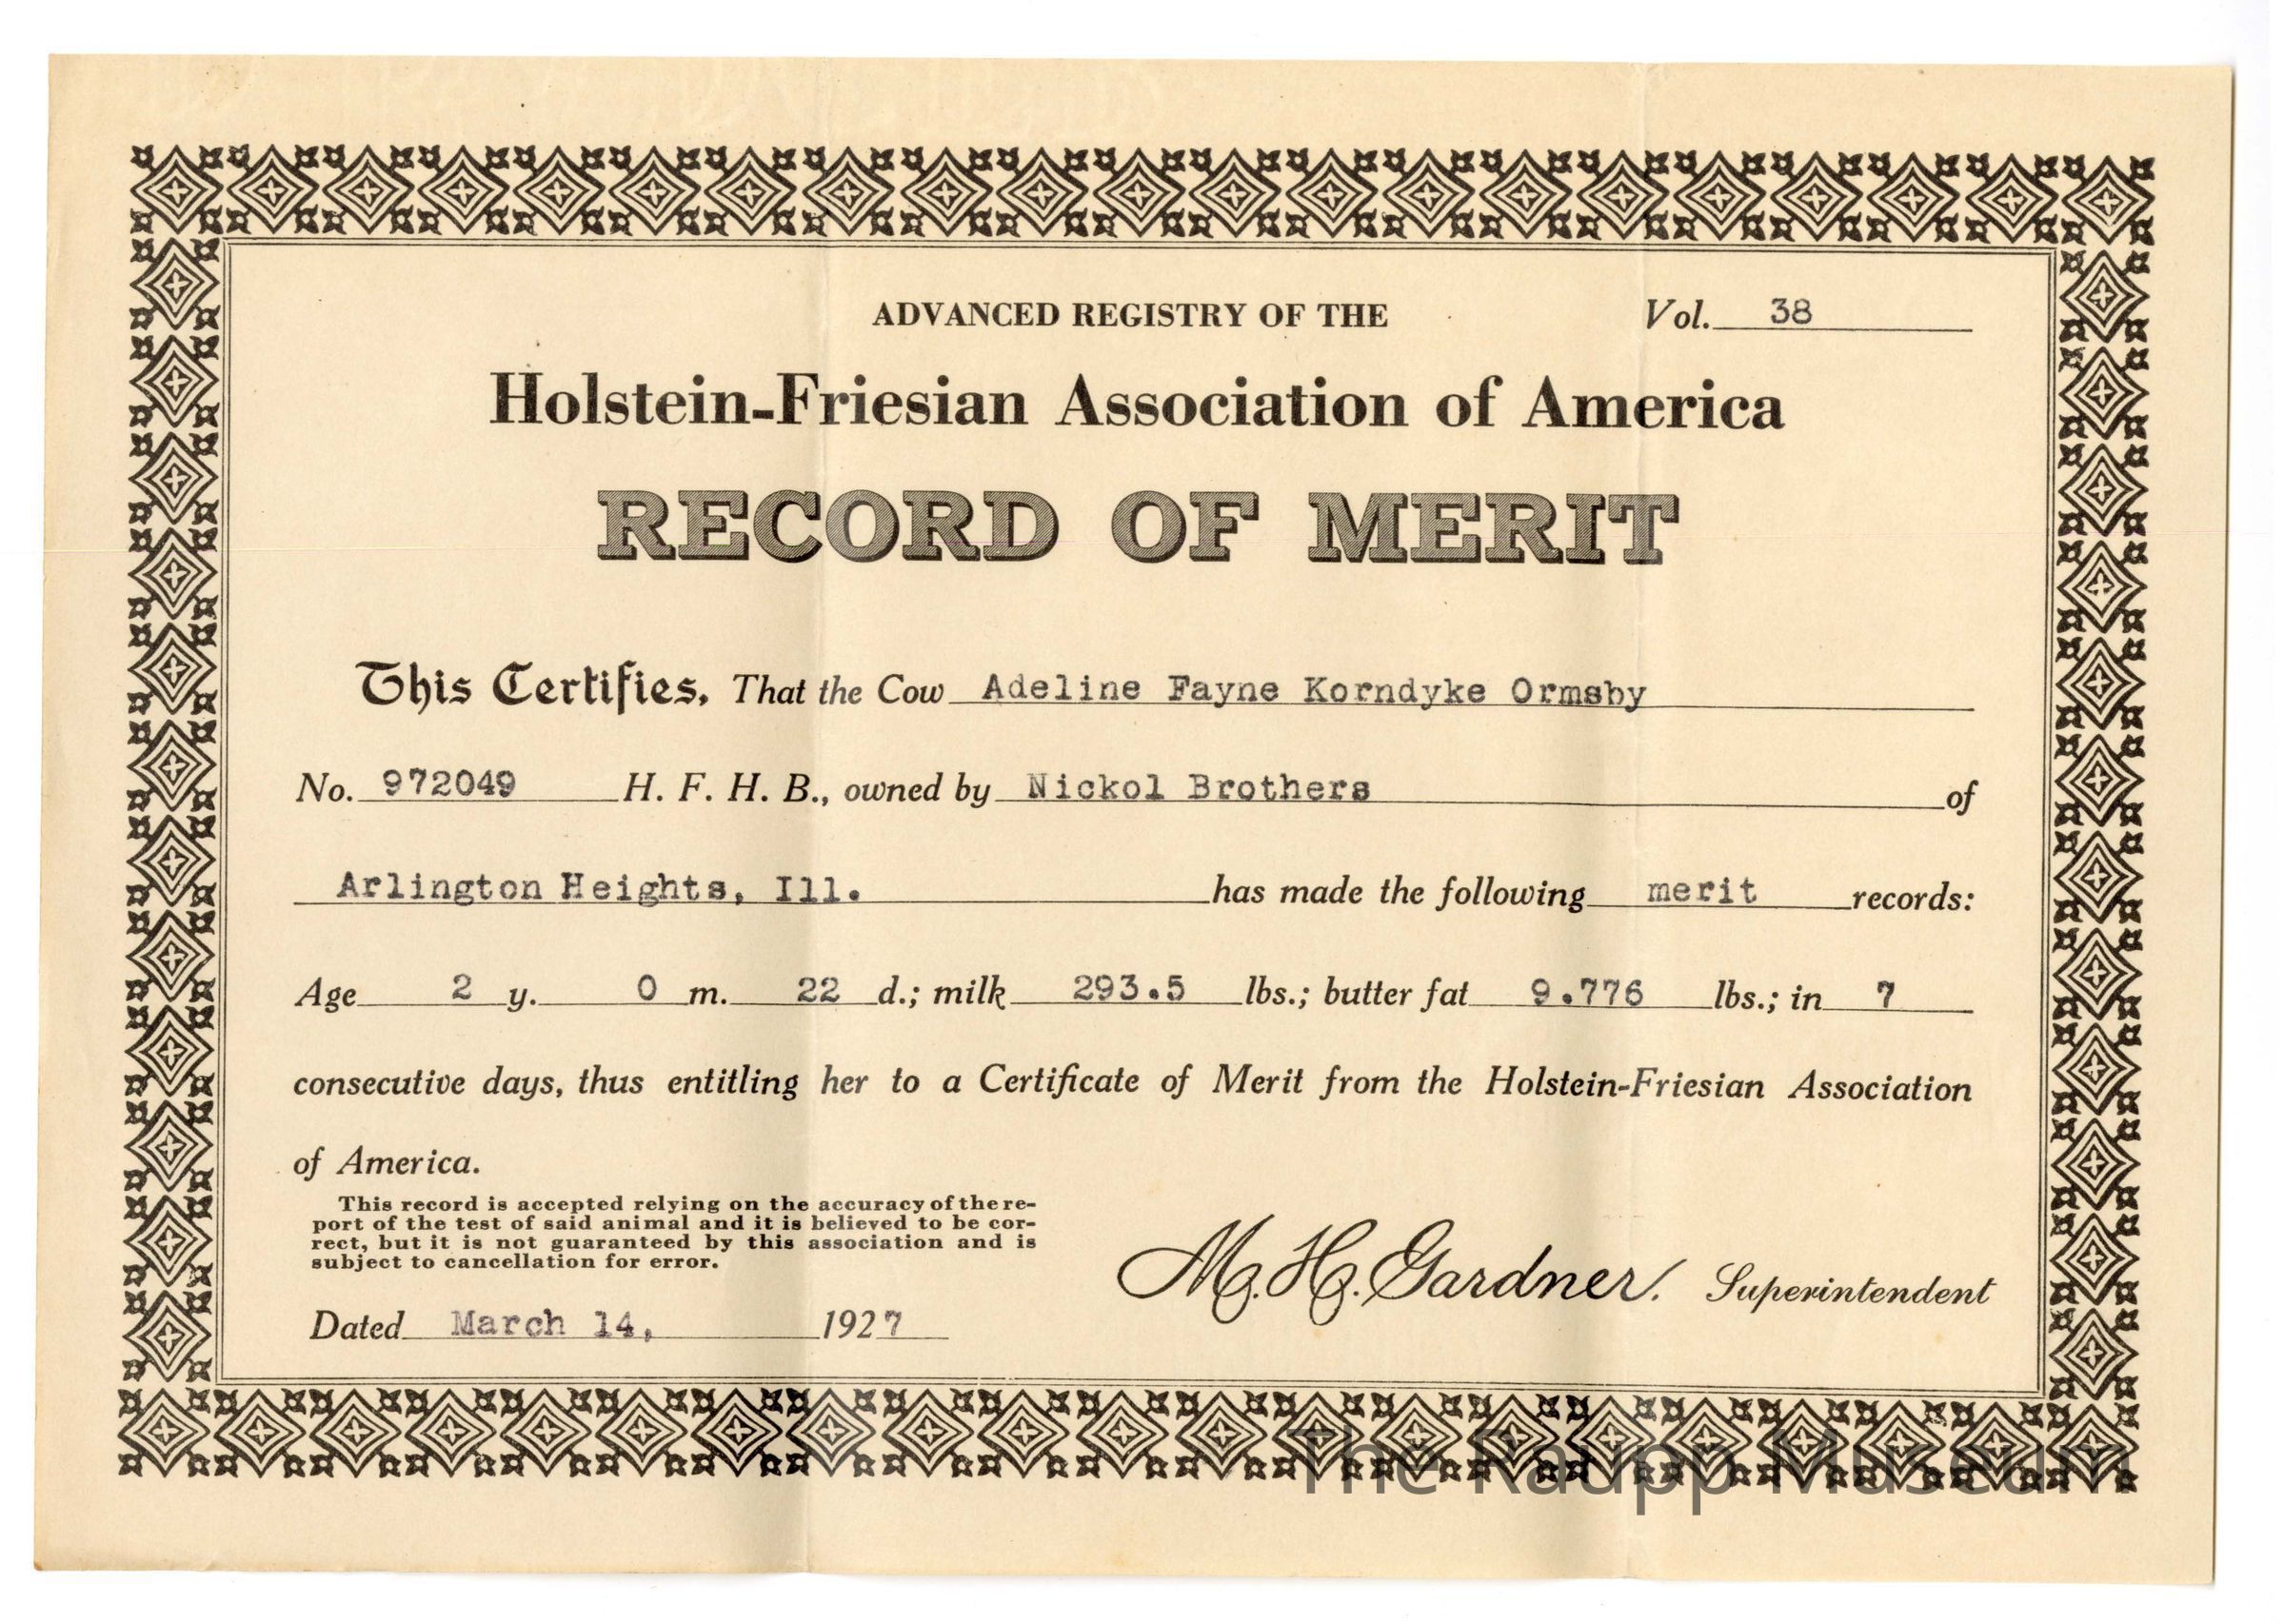 ADVANCED REGISTRY OF THE Vol. 38
Holstein-Friesian Association of America
RECORD OF MERIT
This Certifies, That the Cow Adeline Fayne Korndyke Ormsby
No. 972049 H. F. H. B., owned by Nickol Brothers of
Arlington Heights, Ill. has made the following merit records:
Age 2 y. 0 m. 22 d.; milk 293.5 lbs.; butter fat 9.776 lbs.; in 7
consecutive days, thus entitling her to a Certificate of Merit from the Holstein-Friesian Association
of America.
This record is accepted relying on the accuracy of the re-
port of the test of said animal and it is believed to be cor-
rect, but it is not guaranteed by this association and is
subject to cancellation for error.
M. H. Gardner. Superintendent
Dated March 14, 1927
The Raupp Museum